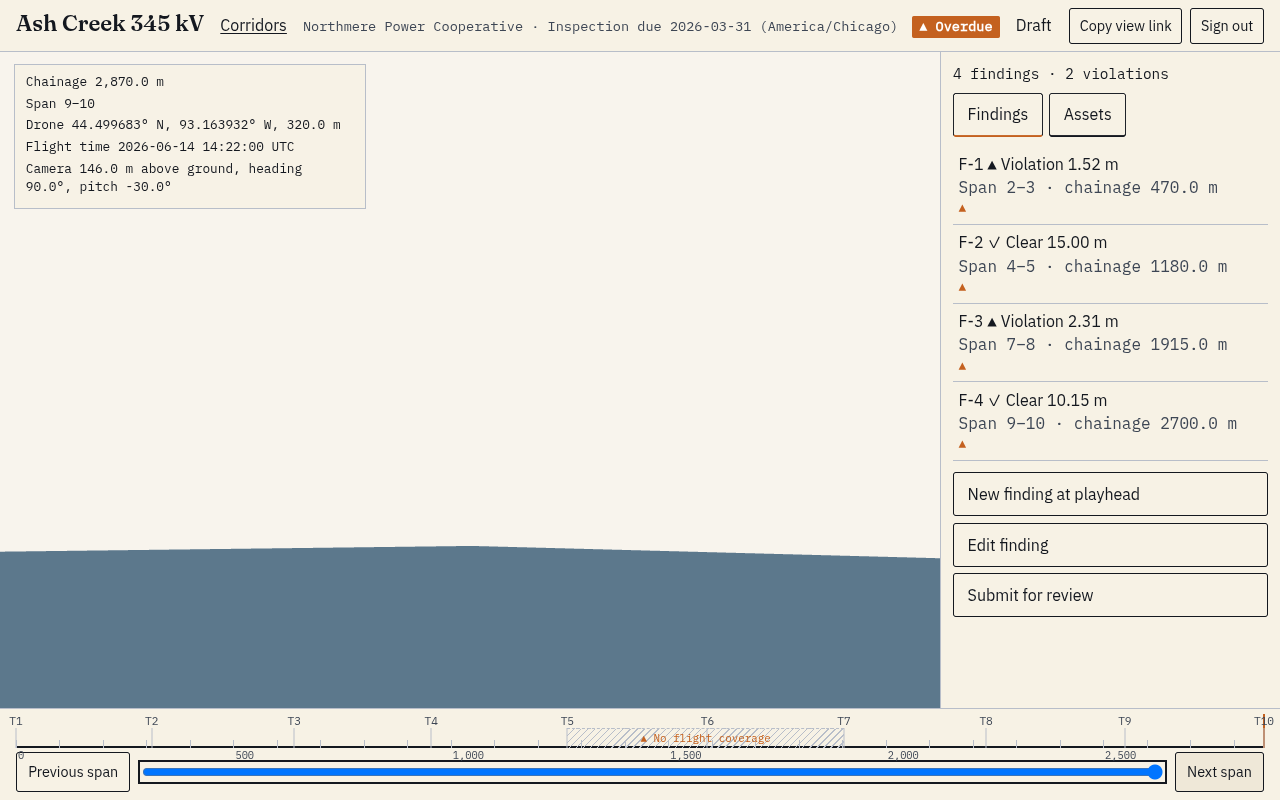 Ash Creek 345 kV
Corridors
Northmere Power Cooperative · Inspection due 2026-03-31 (America/Chicago)
▲ Overdue
Draft
Copy view link
Sign out
Chainage 2,870.0 m
Span 9–10
Drone 44.499683° N, 93.163932° W, 320.0 m
Flight time 2026-06-14 14:22:00 UTC
Camera 146.0 m above ground, heading
90.0°, pitch -30.0°
4 findings · 2 violations
Findings
Assets
F-1 ▲ Violation 1.52 m
Span 2–3 · chainage 470.0 m
▲
F-2 ✓ Clear 15.00 m
Span 4–5 · chainage 1180.0 m
▲
F-3 ▲ Violation 2.31 m
Span 7–8 · chainage 1915.0 m
▲
F-4 ✓ Clear 10.15 m
Span 9–10 · chainage 2700.0 m
▲
New finding at playhead
Edit finding
Submit for review
T1 T2 T3 T4 T5 T6 T7 T8 T9 T10
▲ No flight coverage
0 500 1,000 1,500 2,000 2,500
Previous span
Next span